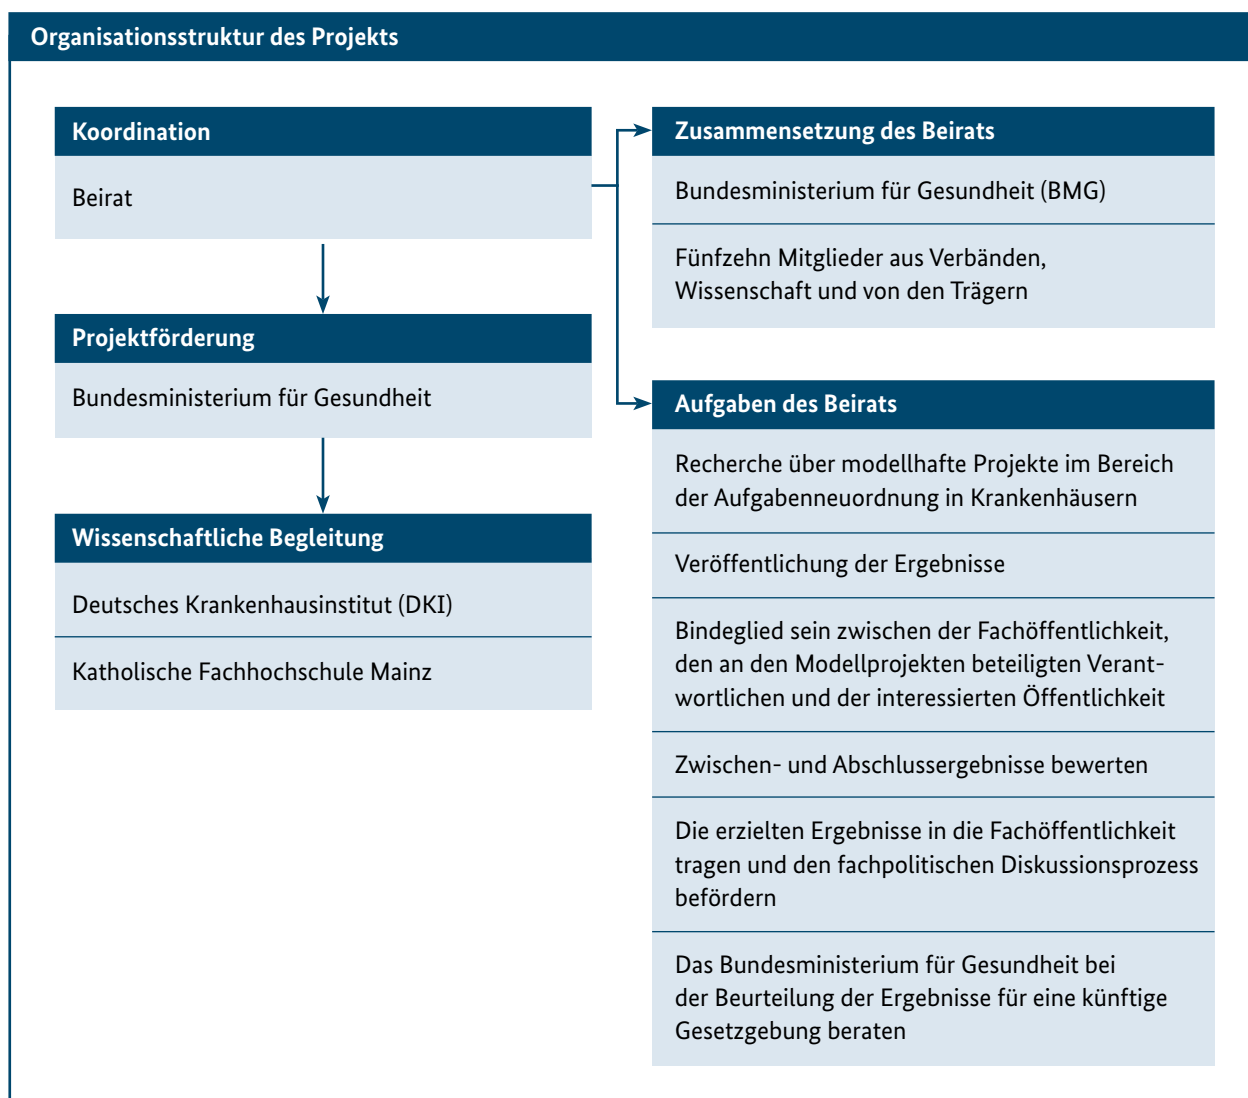 Organisationsstruktur des Projekts
Koordination
Beirat
Projektförderung
Bundesministerium für Gesundheit
Wissenschaftliche Begleitung
Deutsches Krankenhausinstitut (DKI)
Katholische Fachhochschule Mainz
Zusammensetzung des Beirats
Bundesministerium für Gesundheit (BMG)
Fünfzehn Mitglieder aus Verbänden,
Wissenschaft und von den Trägern
Aufgaben des Beirats
Recherche über modellhafte Projekte im Bereich
der Aufgabenneuordnung in Krankenhäusern
Veröffentlichung der Ergebnisse
Bindeglied sein zwischen der Fachöffentlichkeit,
den an den Modellprojekten beteiligten Verant-
wortlichen und der interessierten Öffentlichkeit
Zwischen- und Abschlussergebnisse bewerten
Die erzielten Ergebnisse in die Fachöffentlichkeit
tragen und den fachpolitischen Diskussionsprozess
befördern
Das Bundesministerium für Gesundheit bei
der Beurteilung der Ergebnisse für eine künftige
Gesetzgebung beraten